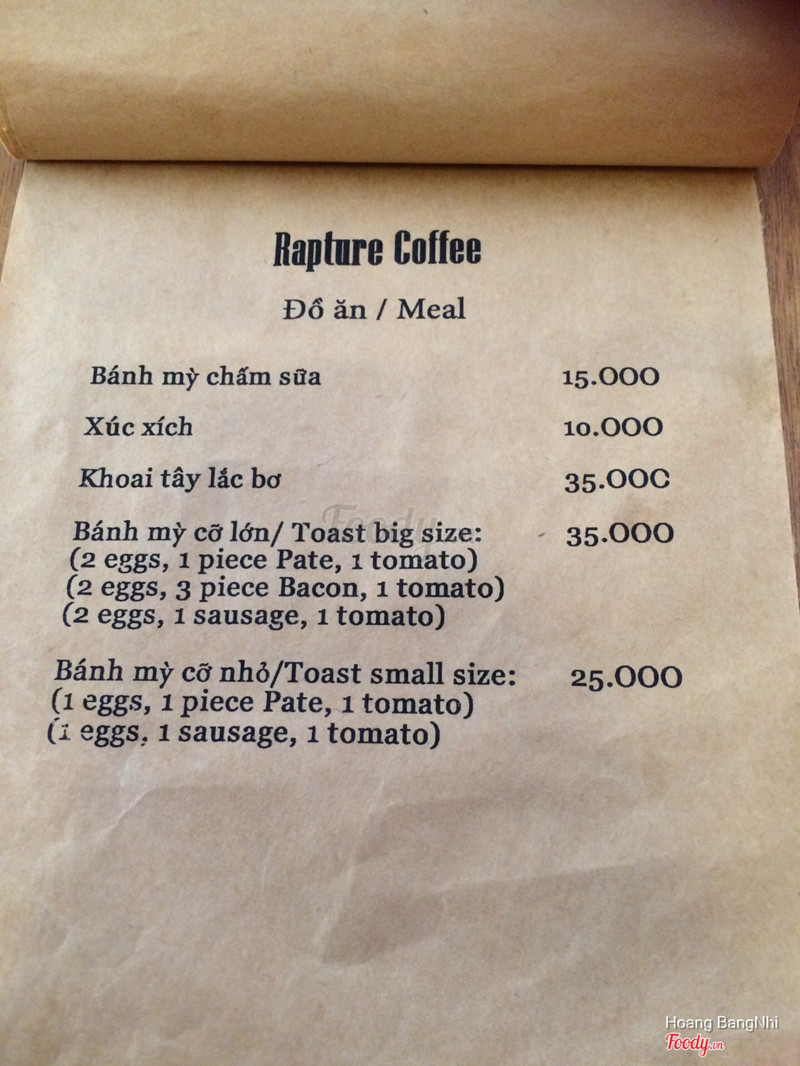 Rapture Coffee
Đồ ăn / Meal
Bánh mỳ chấm sữa 15.000
Xúc xích 10.000
Khoai tây lắc bơ 35.000
Bánh mỳ cỡ lớn/ Toast big size: 35.000
(2 eggs, 1 piece Pate, 1 tomato)
(2 eggs, 3 piece Bacon, 1 tomato)
(2 eggs, 1 sausage, 1 tomato)
Bánh mỳ cỡ nhỏ/Toast small size: 25.000
(1 eggs, 1 piece Pate, 1 tomato)
(1 eggs, 1 sausage, 1 tomato)
Foody
Hoang BangNhi
Foody.vn